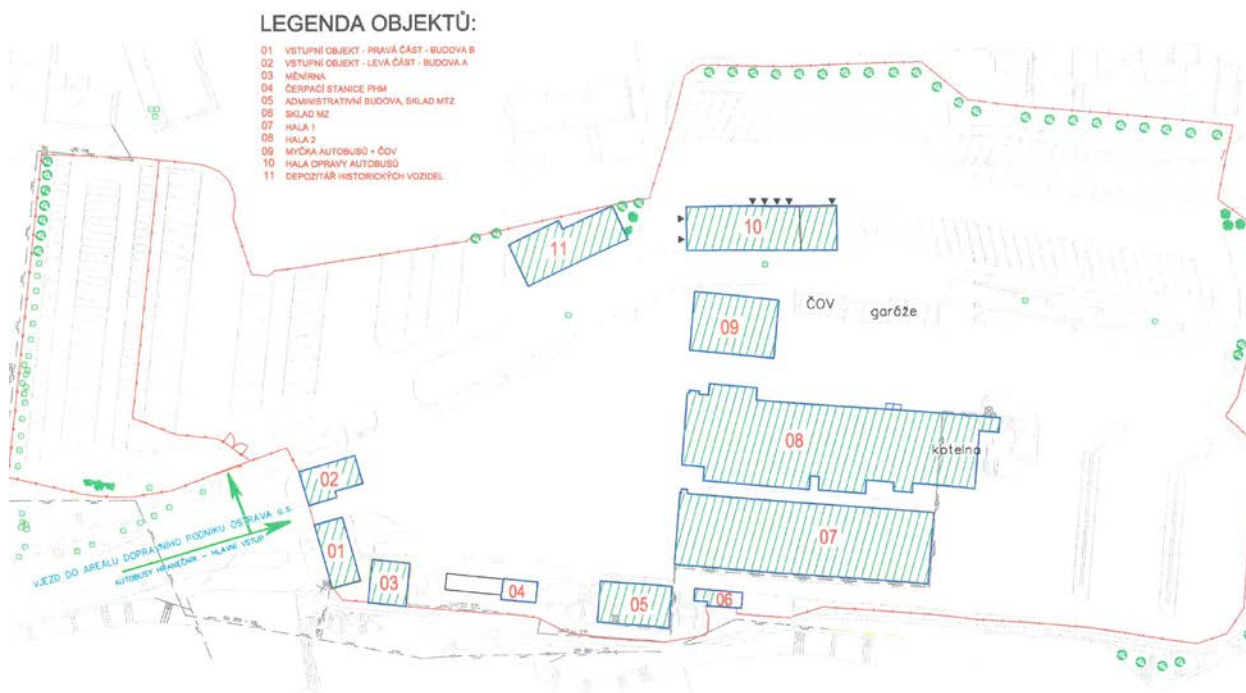 LEGENDA OBJEKTŮ:
01 VSTUPNÍ OBJEKT - PRAVÁ ČÁST - BUDOVA B
02 VSTUPNÍ OBJEKT - LEVÁ ČÁST - BUDOVA A
03 MĚNÍRNA
04 ČERPACÍ STANICE PHM
05 ADMINISTRATIVNÍ BUDOVA, SKLAD MTZ
06 SKLAD MZ
07 HALA 1
08 HALA 2
09 MYČKA AUTOBUSŮ + ČOV
10 HALA OPRAVY AUTOBUSŮ
11 DEPOZITÁŘ HISTORICKÝCH VOZIDEL
11
10
09
ČOV
garáže
08
kotelna
02
01
07
03
04
05
06
VJEZD DO AREÁLU DOPRAVNÍHO PODNIKU OSTRAVA a.s.
AUTOBUSY HRANEČNÍK - HLAVNÍ VSTUP